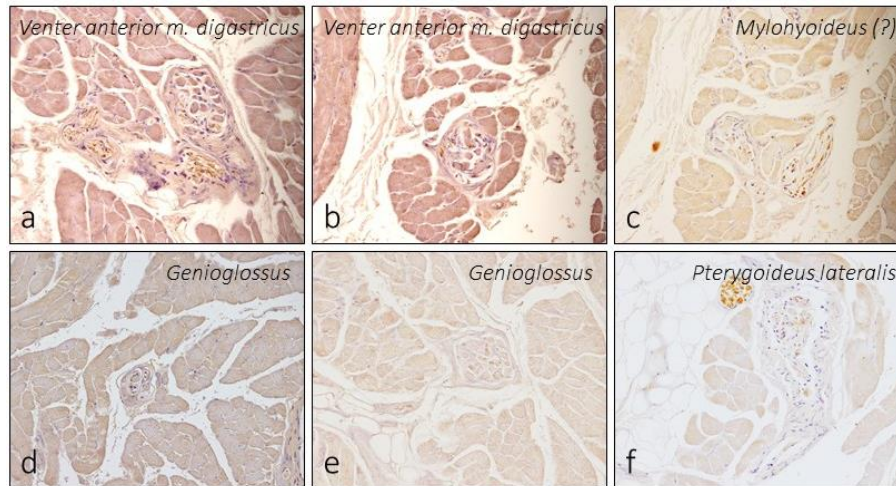 Venter anterior m. digastricus
Venter anterior m. digastricus
Mylohyoideus (?)
a
b
c
Genioglossus
Genioglossus
Pterygoideus lateralis
d
e
f